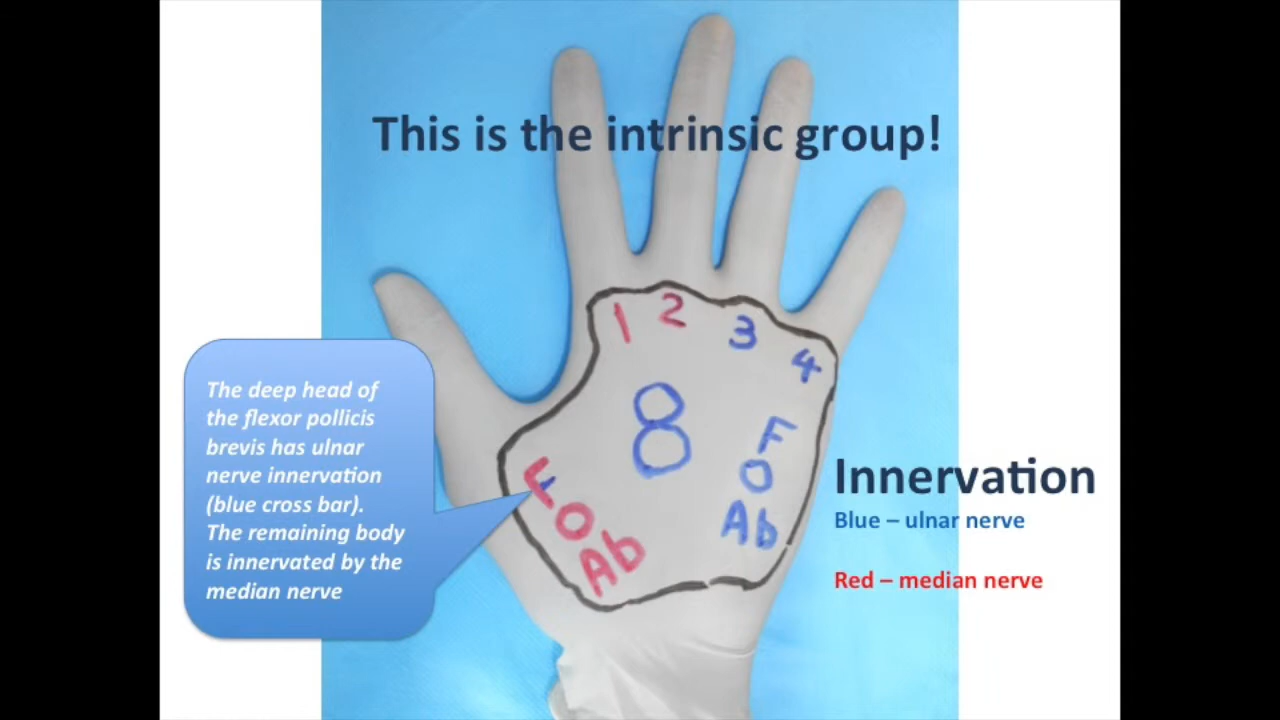 This is the intrinsic group!
1 2 3 4
8
F
O
Ab
F
O
Ab
The deep head of
the flexor pollicis
brevis has ulnar
nerve innervation
(blue cross bar).
The remaining body
is innervated by the
median nerve
Innervation
Blue – ulnar nerve
Red – median nerve